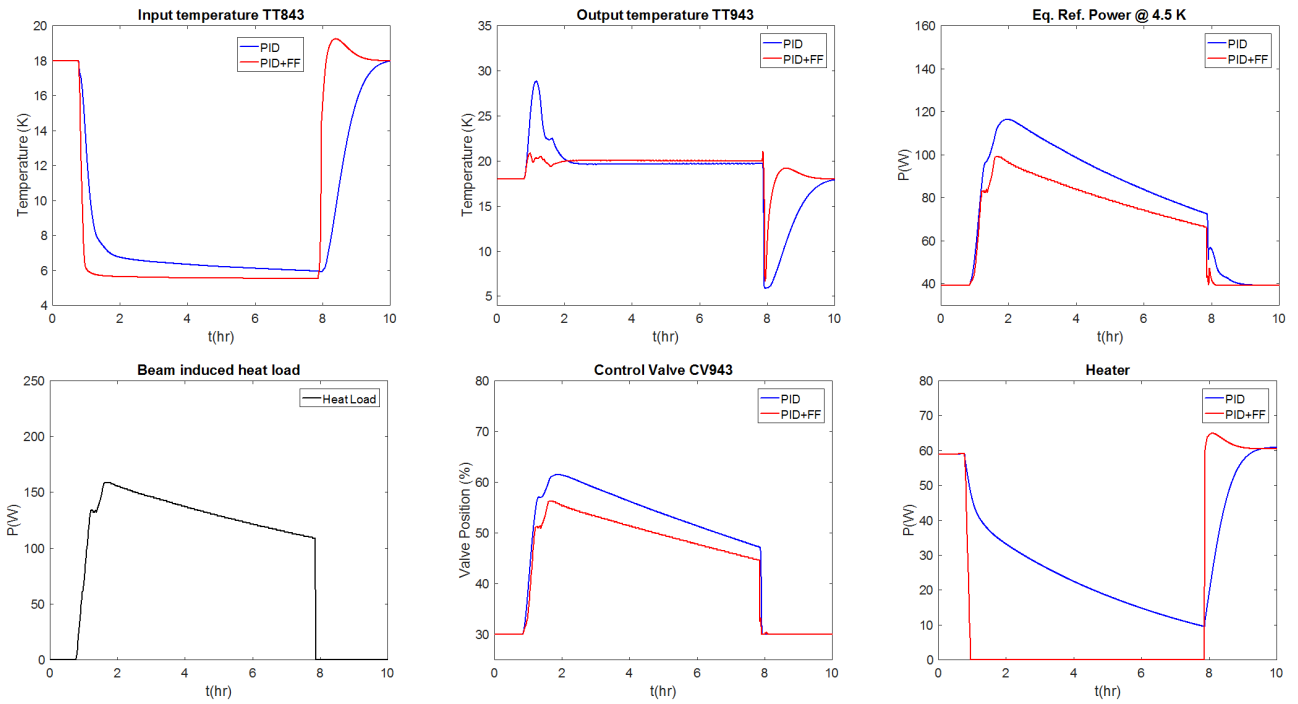 Input temperature TT843
20
18
16
14
12
10
8
6
4
Temperature (K)
PID
PID+FF
0
2
4
6
8
10
t(hr)
Output temperature TT943
35
30
25
20
15
10
5
Temperature (K)
PID
PID+FF
0
2
4
6
8
10
t(hr)
Eq. Ref. Power @ 4.5 K
160
140
120
100
80
60
40
P(W)
PID
PID+FF
0
2
4
6
8
10
t(hr)
Beam induced heat load
250
200
150
100
50
0
P(W)
Heat Load
0
2
4
6
8
10
t(hr)
Control Valve CV943
80
70
60
50
40
30
Valve Position (%)
PID
PID+FF
0
2
4
6
8
10
t(hr)
Heater
80
70
60
50
40
30
20
10
0
P(W)
PID
PID+FF
0
2
4
6
8
10
t(hr)